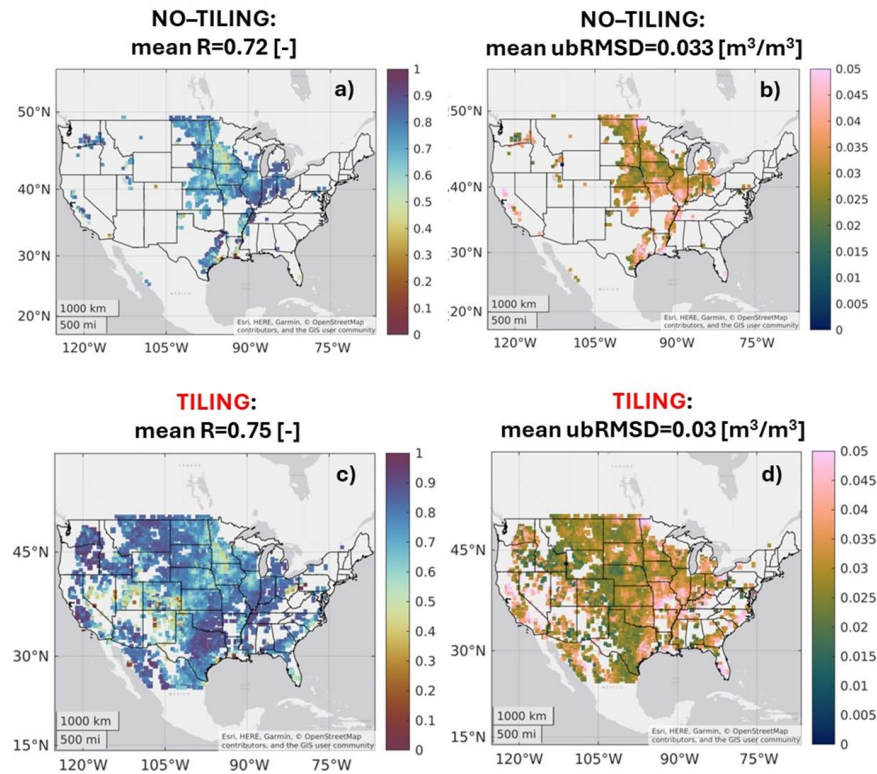 NO–TILING:
mean R=0.72 [-]
a)
1
0.9
0.8
0.7
0.6
0.5
0.4
0.3
0.2
0.1
0
50°N
40°N
30°N
20°N
1000 km
500 mi
MEXICO
Esri, HERE, Garmin, © OpenStreetMap
contributors, and the GIS user community
120°W 105°W 90°W 75°W
NO–TILING:
mean ubRMSD=0.033 [m³/m³]
b)
0.05
0.045
0.04
0.035
0.03
0.025
0.02
0.015
0.01
0.005
0
50°N
40°N
30°N
20°N
1000 km
500 mi
Esri, HERE, Garmin, © OpenStreetMap
contributors, and the GIS user community
120°W 105°W 90°W 75°W
TILING:
mean R=0.75 [-]
c)
1
0.9
0.8
0.7
0.6
0.5
0.4
0.3
0.2
0.1
0
CANADA
45°N
30°N
15°N
MEXICO
1000 km
500 mi
Esri, HERE, Garmin, © OpenStreetMap
contributors, and the GIS user community
120°W 105°W 90°W 75°W
TILING:
mean ubRMSD=0.03 [m³/m³]
d)
0.05
0.045
0.04
0.035
0.03
0.025
0.02
0.015
0.01
0.005
0
CANADA
45°N
30°N
15°N
MEXICO
1000 km
500 mi
Esri, HERE, Garmin, © OpenStreetMap
contributors, and the GIS user community
120°W 105°W 90°W 75°W